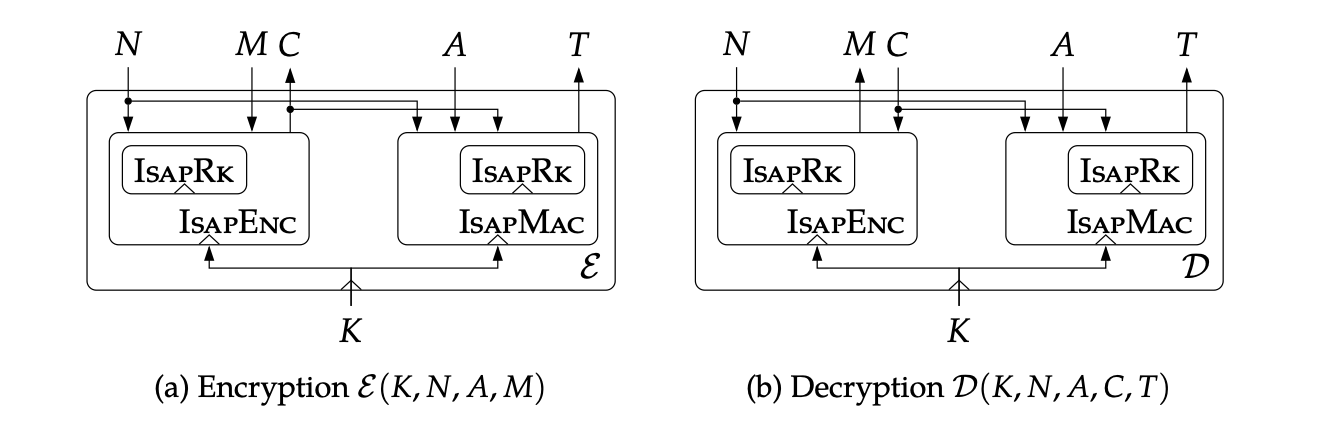 N M C A T N M C A T
ISAPRK ISAPRK ISAPRK ISAPRK
ISAPENC ISAPMAC ISAPENC ISAPMAC
ℰ 𝒟
K K
(a) Encryption ℰ(K, N, A, M) (b) Decryption 𝒟(K, N, A, C, T)